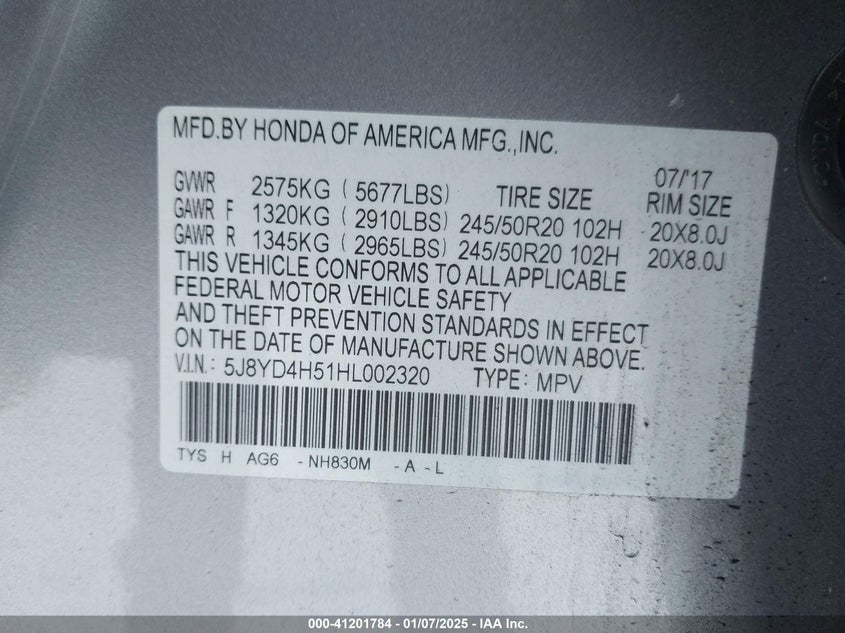 MFD.BY HONDA OF AMERICA MFG.,INC.
07/'17
GVWR 2575KG ( 5677LBS) TIRE SIZE RIM SIZE
GAWR F 1320KG ( 2910LBS) 245/50R20 102H 20X8.0J
GAWR R 1345KG ( 2965LBS) 245/50R20 102H 20X8.0J
THIS VEHICLE CONFORMS TO ALL APPLICABLE
FEDERAL MOTOR VEHICLE SAFETY
AND THEFT PREVENTION STANDARDS IN EFFECT
ON THE DATE OF MANUFACTURE SHOWN ABOVE.
V.I.N.: 5J8YD4H51HL002320 TYPE: MPV
TYS H AG6 - NH830M - A - L
HONDA
000-41201784 - 01/07/2025 - IAA Inc.